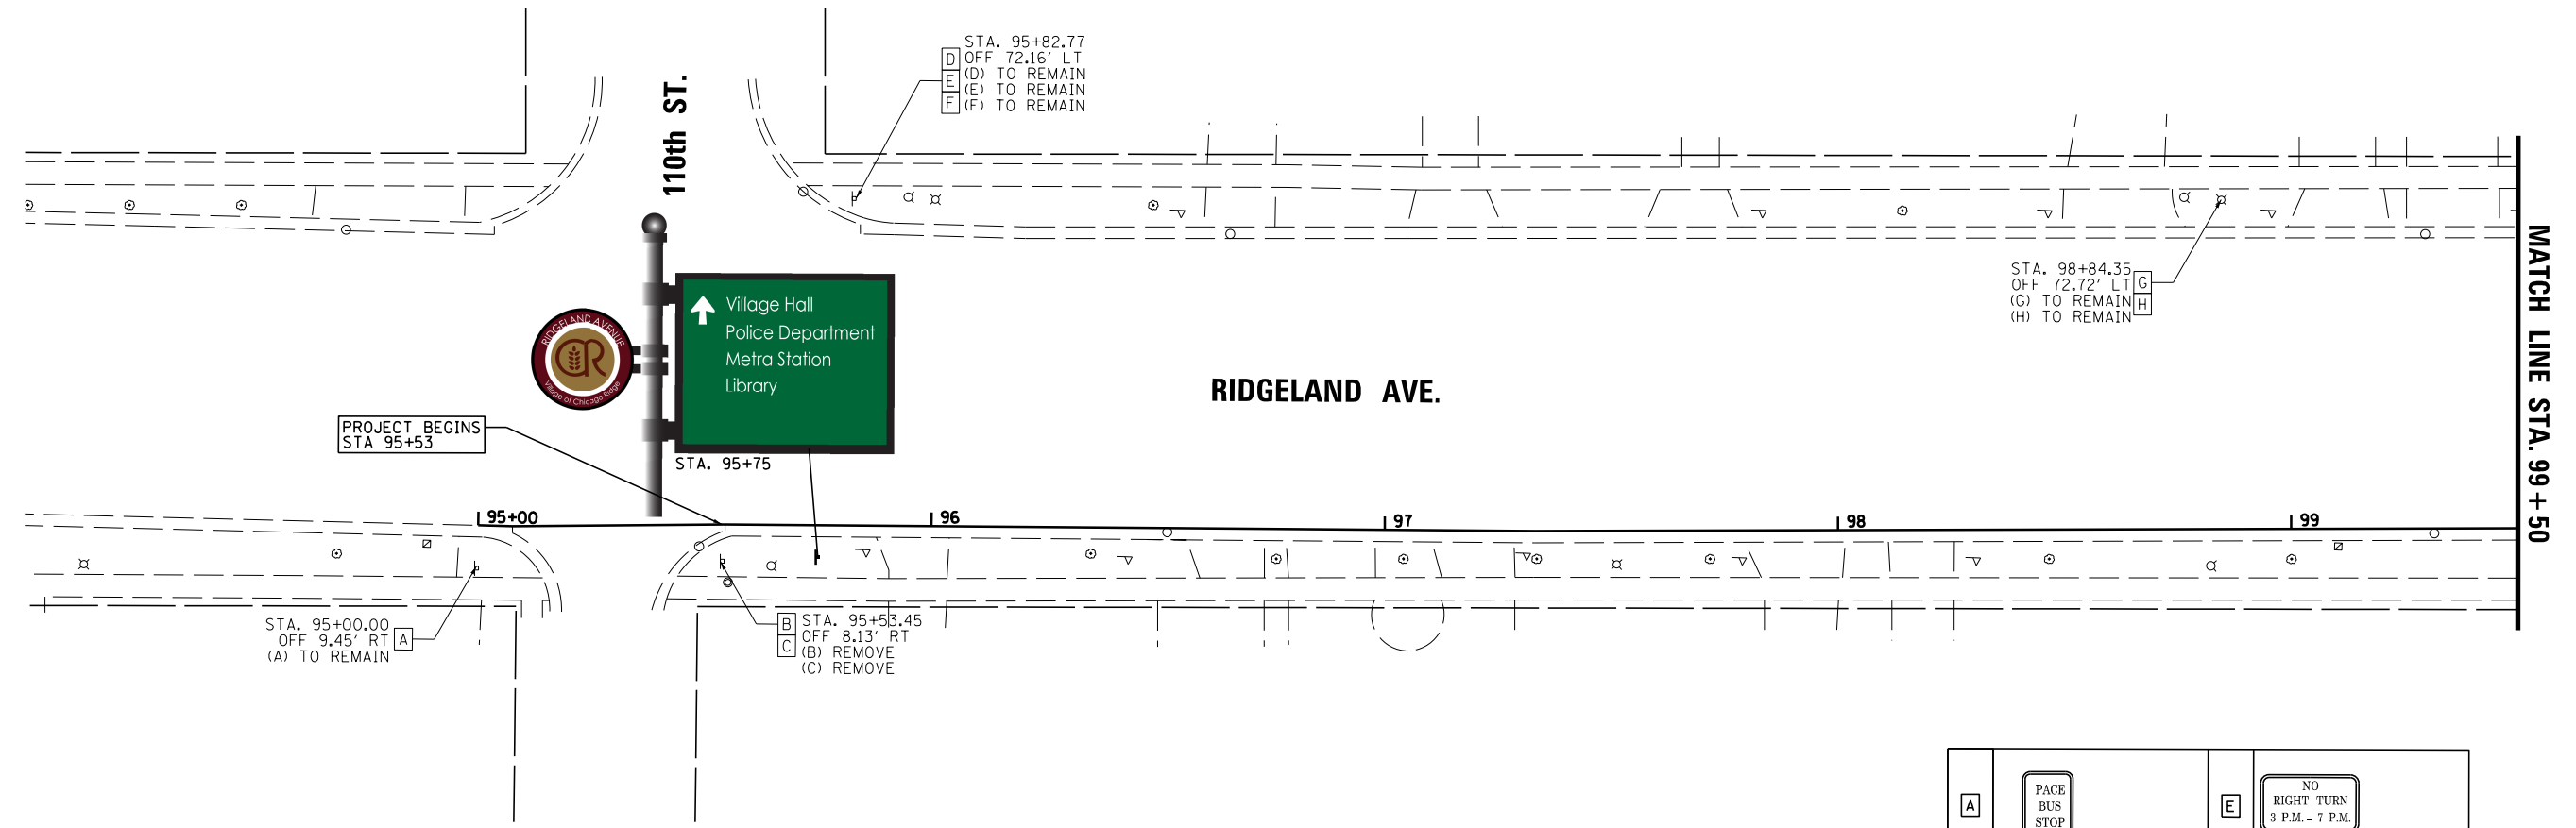 STA. 95+82.77
D OFF 72.16' LT
(D) TO REMAIN
E (E) TO REMAIN
F (F) TO REMAIN
110th ST.
RIDGELAND AVENUE
CR
Village of Chicago Ridge
Village Hall
Police Department
Metra Station
Library
STA. 95+75
PROJECT BEGINS
STA 95+53
RIDGELAND AVE.
STA. 98+84.35
OFF 72.72' LT G
(G) TO REMAIN
(H) TO REMAIN H
MATCH LINE STA. 99+50
95+00
96
97
98
99
STA. 95+00.00
OFF 9.45' RT A
(A) TO REMAIN
B STA. 95+53.45
OFF 8.13' RT
C (B) REMOVE
(C) REMOVE
A
PACE
BUS
STOP
E
NO
RIGHT TURN
3 P.M. - 7 P.M.